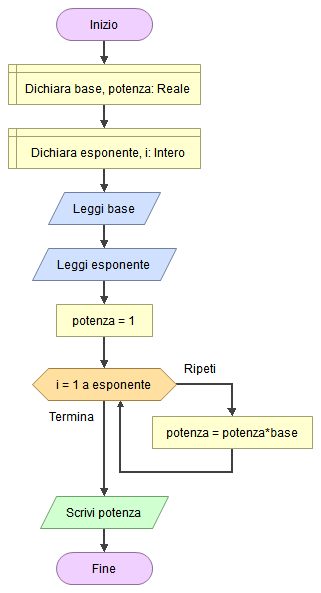 Inizio
Dichiara base, potenza: Reale
Dichiara esponente, i: Intero
Leggi base
Leggi esponente
potenza = 1
i = 1 a esponente
Ripeti
Termina
potenza = potenza*base
Scrivi potenza
Fine